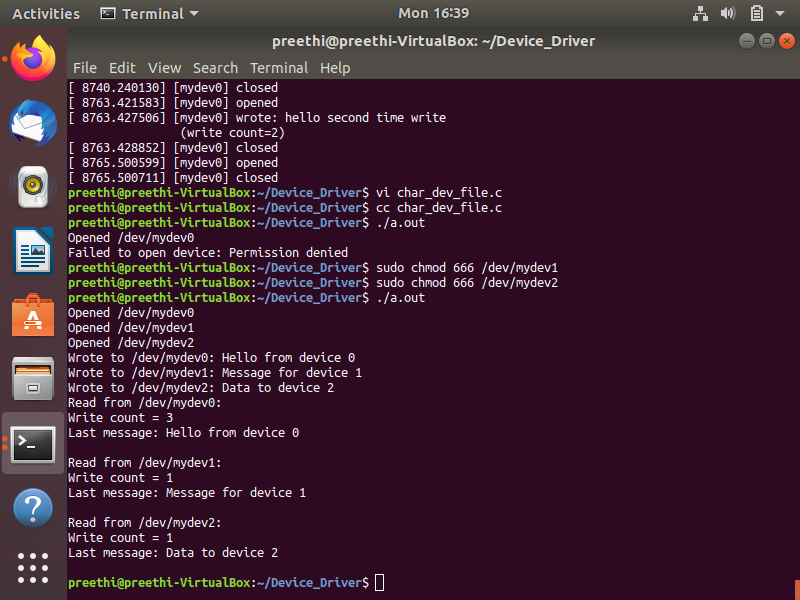 Activities Terminal Mon 16:39
preethi@preethi-VirtualBox: ~/Device_Driver
File Edit View Search Terminal Help
[ 8740.240130] [mydev0] closed
[ 8763.421583] [mydev0] opened
[ 8763.427506] [mydev0] wrote: hello second time write
(write count=2)
[ 8763.428852] [mydev0] closed
[ 8765.500599] [mydev0] opened
[ 8765.500711] [mydev0] closed
preethi@preethi-VirtualBox:~/Device_Driver$ vi char_dev_file.c
preethi@preethi-VirtualBox:~/Device_Driver$ cc char_dev_file.c
preethi@preethi-VirtualBox:~/Device_Driver$ ./a.out
Opened /dev/mydev0
Failed to open device: Permission denied
preethi@preethi-VirtualBox:~/Device_Driver$ sudo chmod 666 /dev/mydev1
preethi@preethi-VirtualBox:~/Device_Driver$ sudo chmod 666 /dev/mydev2
preethi@preethi-VirtualBox:~/Device_Driver$ ./a.out
Opened /dev/mydev0
Opened /dev/mydev1
Opened /dev/mydev2
Wrote to /dev/mydev0: Hello from device 0
Wrote to /dev/mydev1: Message for device 1
Wrote to /dev/mydev2: Data to device 2
Read from /dev/mydev0:
Write count = 3
Last message: Hello from device 0
Read from /dev/mydev1:
Write count = 1
Last message: Message for device 1
Read from /dev/mydev2:
Write count = 1
Last message: Data to device 2
preethi@preethi-VirtualBox:~/Device_Driver$